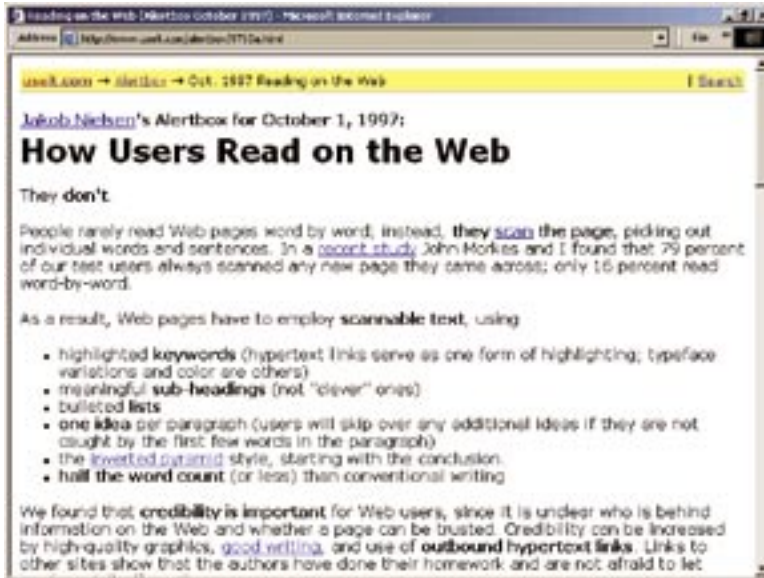 Reading on the Web (Alertbox October 1997) - Microsoft Internet Explorer
Address http://www.useit.com/alertbox/9710a.html
useit.com → Alertbox → Oct. 1997 Reading on the Web | Search
Jakob Nielsen's Alertbox for October 1, 1997:
How Users Read on the Web
They don't.
People rarely read Web pages word by word; instead, they scan the page, picking out
individual words and sentences. In a recent study John Morkes and I found that 79 percent
of our test users always scanned any new page they came across; only 16 percent read
word-by-word.
As a result, Web pages have to employ scannable text, using
• highlighted keywords (hypertext links serve as one form of highlighting; typeface
variations and color are others)
• meaningful sub-headings (not "clever" ones)
• bulleted lists
• one idea per paragraph (users will skip over any additional ideas if they are not
caught by the first few words in the paragraph)
• the inverted pyramid style, starting with the conclusion.
• half the word count (or less) than conventional writing
We found that credibility is important for Web users, since it is unclear who is behind
information on the Web and whether a page can be trusted. Credibility can be increased
by high-quality graphics, good writing, and use of outbound hypertext links. Links to
other sites show that the authors have done their homework and are not afraid to let